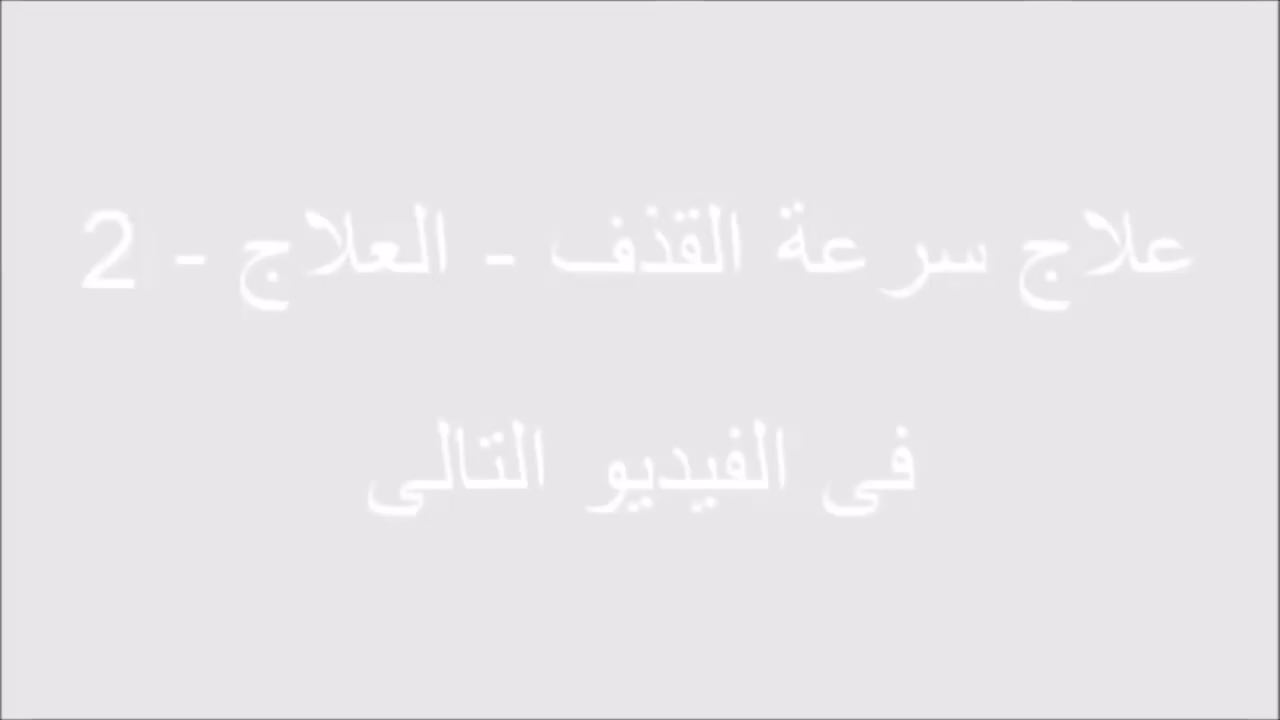 علاج سرعة القذف - العلاج - 2
فى الفيديو التالى